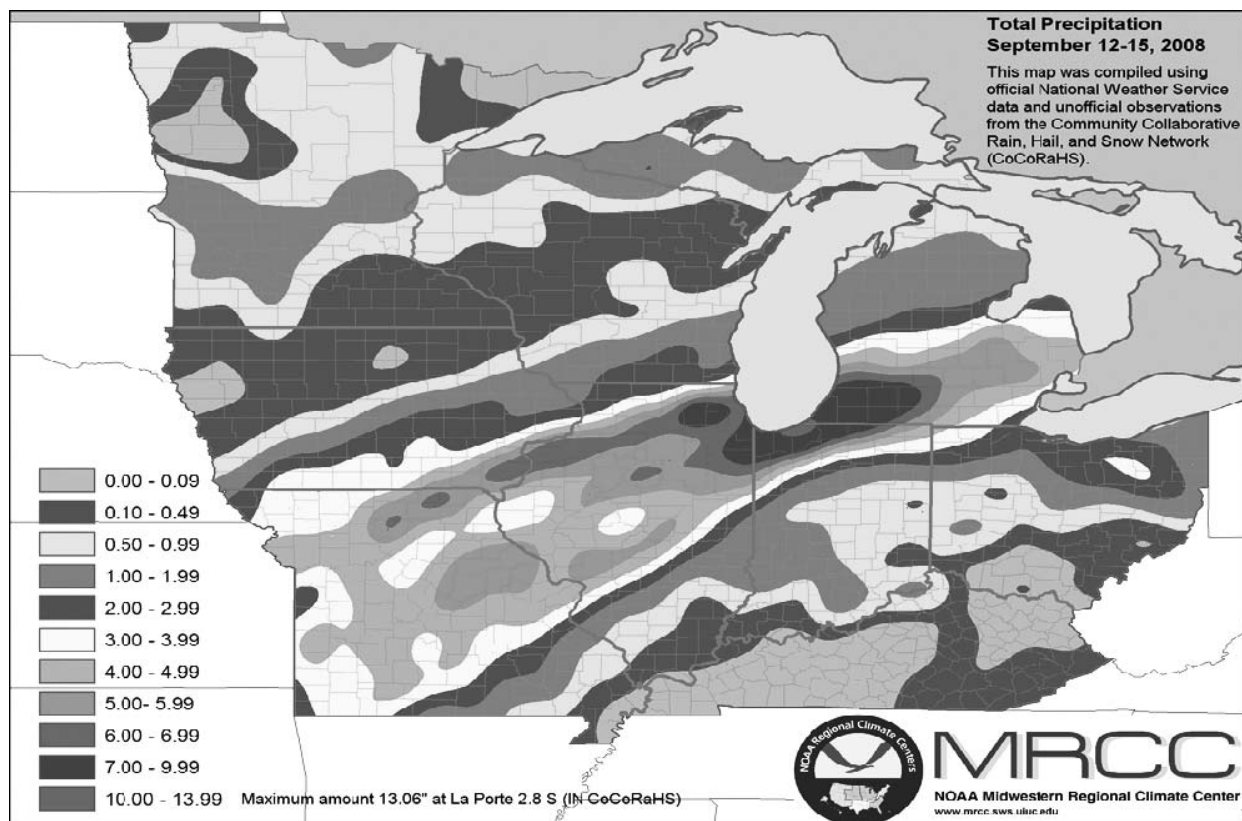 Total Precipitation
September 12-15, 2008
This map was compiled using
official National Weather Service
data and unofficial observations
from the Community Collaborative
Rain, Hail, and Snow Network
(CoCoRaHS).
0.00 - 0.09
0.10 - 0.49
0.50 - 0.99
1.00 - 1.99
2.00 - 2.99
3.00 - 3.99
4.00 - 4.99
5.00- 5.99
6.00 - 6.99
7.00 - 9.99
10.00 - 13.99
Maximum amount 13.06" at La Porte 2.8 S (IN CoCoRaHS)
NOAA Regional Climate Centers
MRCC
NOAA Midwestern Regional Climate Center
www.mrcc.sws.uiuc.edu